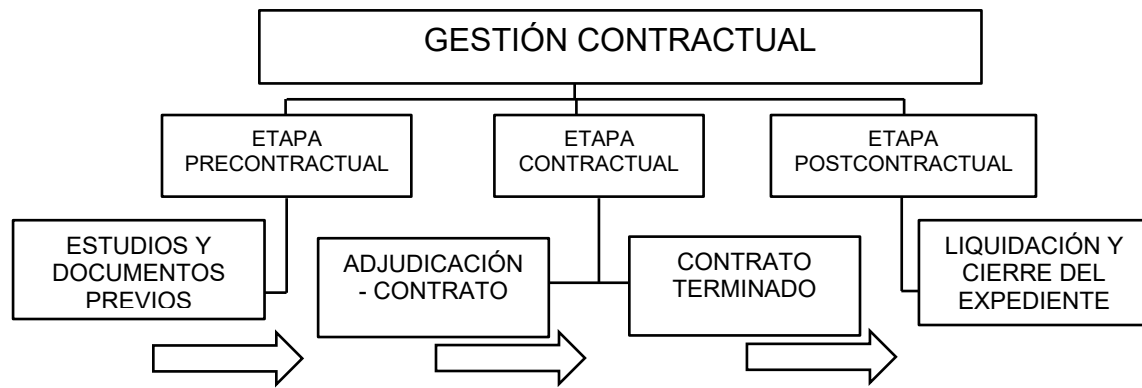 GESTIÓN CONTRACTUAL
ETAPA
PRECONTRACTUAL
ETAPA
CONTRACTUAL
ETAPA
POSTCONTRACTUAL
ESTUDIOS Y
DOCUMENTOS
PREVIOS
ADJUDICACIÓN
- CONTRATO
CONTRATO
TERMINADO
LIQUIDACIÓN Y
CIERRE DEL
EXPEDIENTE